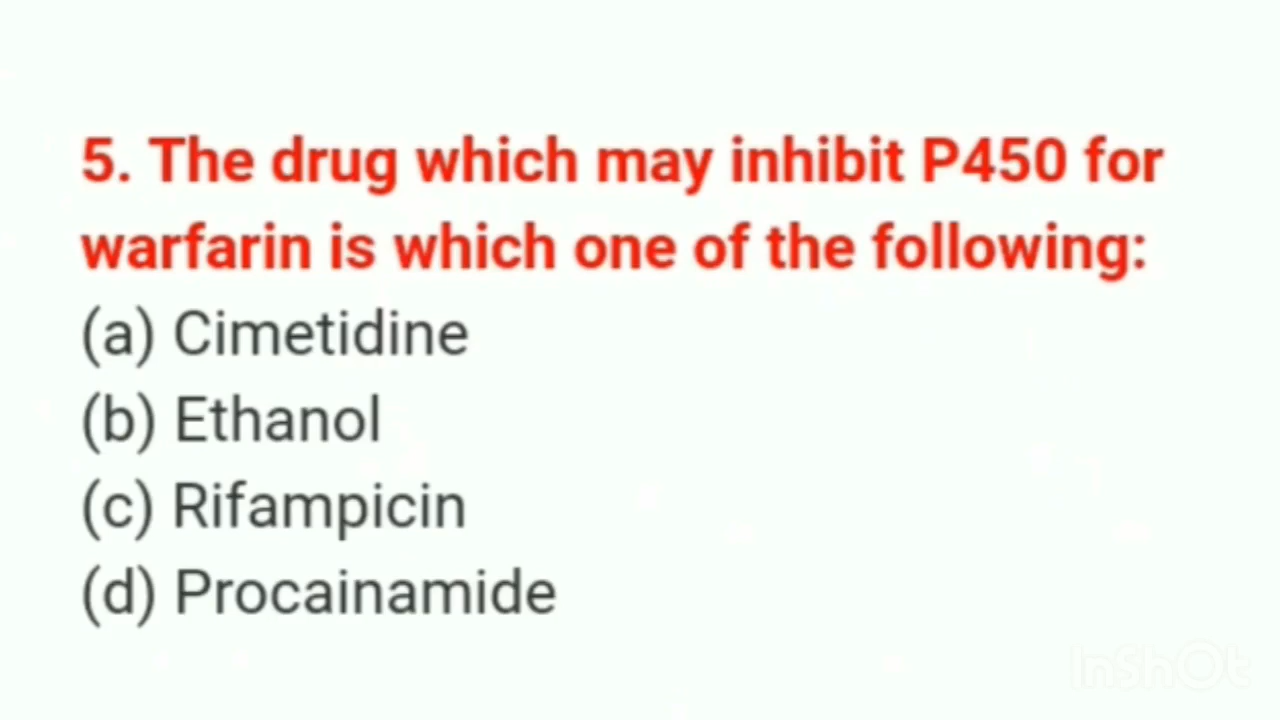 5. The drug which may inhibit P450 for
warfarin is which one of the following:
(a) Cimetidine
(b) Ethanol
(c) Rifampicin
(d) Procainamide
InShOt